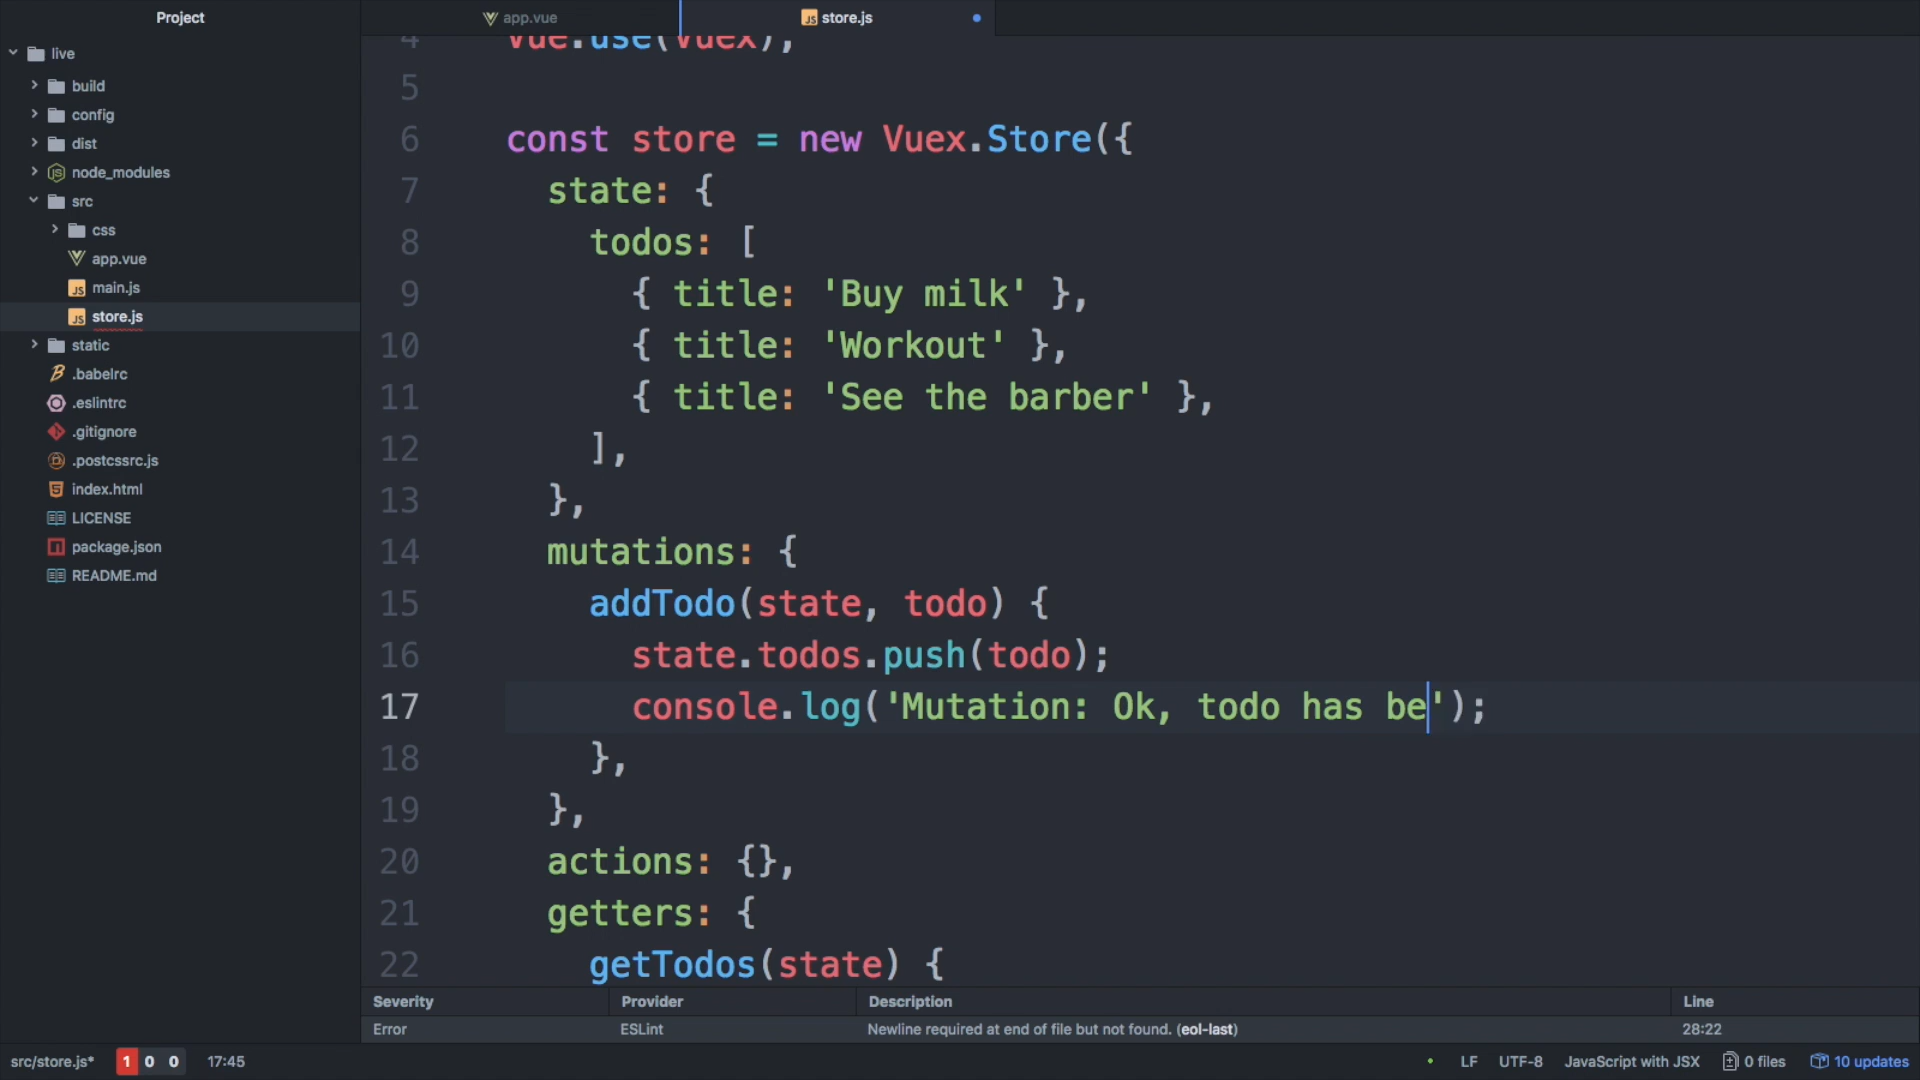 Project
app.vue
store.js
live
build
config
dist
node_modules
src
css
app.vue
main.js
store.js
static
.babelrc
.eslintrc
.gitignore
.postcssrc.js
index.html
LICENSE
package.json
README.md
4 Vue.use(Vuex);
5
6 const store = new Vuex.Store({
7 state: {
8 todos: [
9 { title: 'Buy milk' },
10 { title: 'Workout' },
11 { title: 'See the barber' },
12 ],
13 },
14 mutations: {
15 addTodo(state, todo) {
16 state.todos.push(todo);
17 console.log('Mutation: Ok, todo has be');
18 },
19 },
20 actions: {},
21 getters: {
22 getTodos(state) {
Severity Provider Description Line
Error ESLint Newline required at end of file but not found. (eol-last) 28:22
src/store.js* 1 0 0 17:45 LF UTF-8 JavaScript with JSX 0 files 10 updates